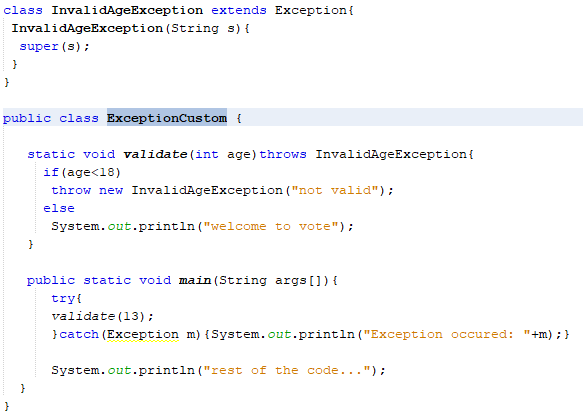 class InvalidAgeException extends Exception{
 InvalidAgeException(String s){
  super(s);
 }
}
public class ExceptionCustom {
   static void validate(int age)throws InvalidAgeException{
     if(age<18)
      throw new InvalidAgeException("not valid");
     else
      System.out.println("welcome to vote");
   }
   public static void main(String args[]){
      try{
      validate(13);
      }catch(Exception m){System.out.println("Exception occured: "+m);}
      System.out.println("rest of the code...");
  }
}